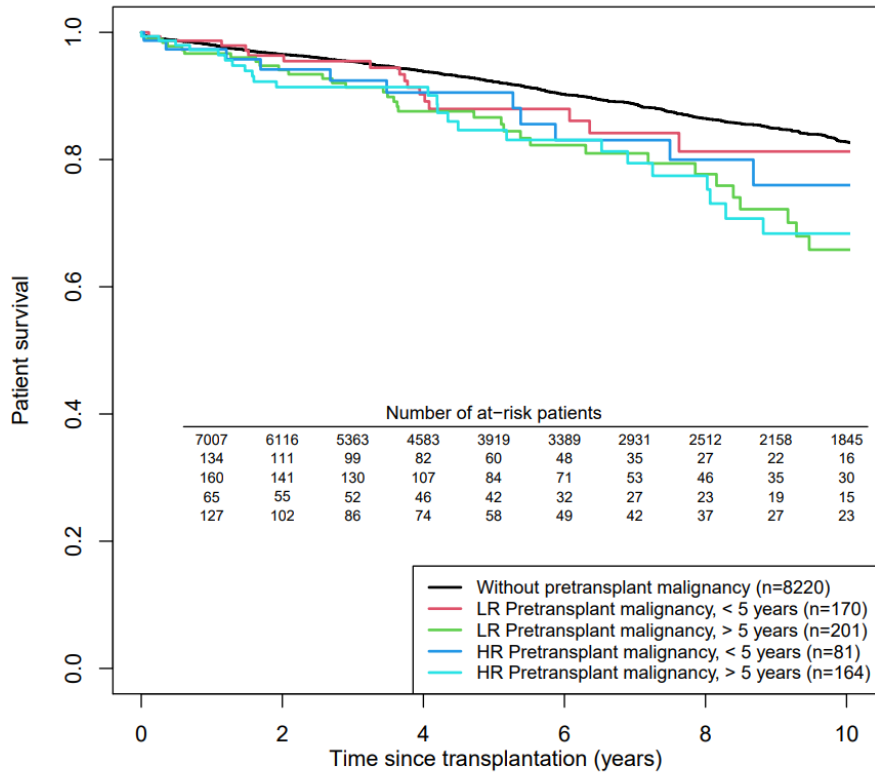 1.0
0.8
0.6
0.4
0.2
0.0
Patient survival
Number of at−risk patients
7007 6116 5363 4583 3919 3389 2931 2512 2158 1845
134 111 99 82 60 48 35 27 22 16
160 141 130 107 84 71 53 46 35 30
65 55 52 46 42 32 27 23 19 15
127 102 86 74 58 49 42 37 27 23
Without pretransplant malignancy (n=8220)
LR Pretransplant malignancy, < 5 years (n=170)
LR Pretransplant malignancy, > 5 years (n=201)
HR Pretransplant malignancy, < 5 years (n=81)
HR Pretransplant malignancy, > 5 years (n=164)
0 2 4 6 8 10
Time since transplantation (years)